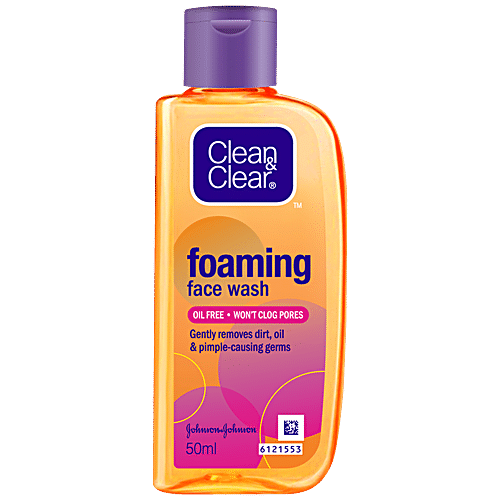 Clean
&
Clear®
™
foaming
face wash
OIL FREE • WON'T CLOG PORES
Gently removes dirt, oil
& pimple-causing germs
Johnson & Johnson
50ml
6121553